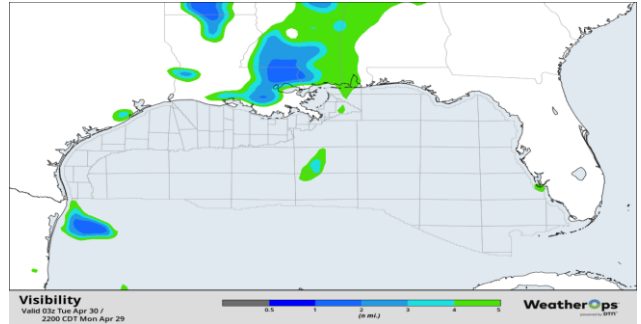 Visibility
Valid 03z Tue Apr 30 /
2200 CDT Mon Apr 29
0.5 1 2 3 4 5
(in mi.)
WeatherOps
powered by DTN